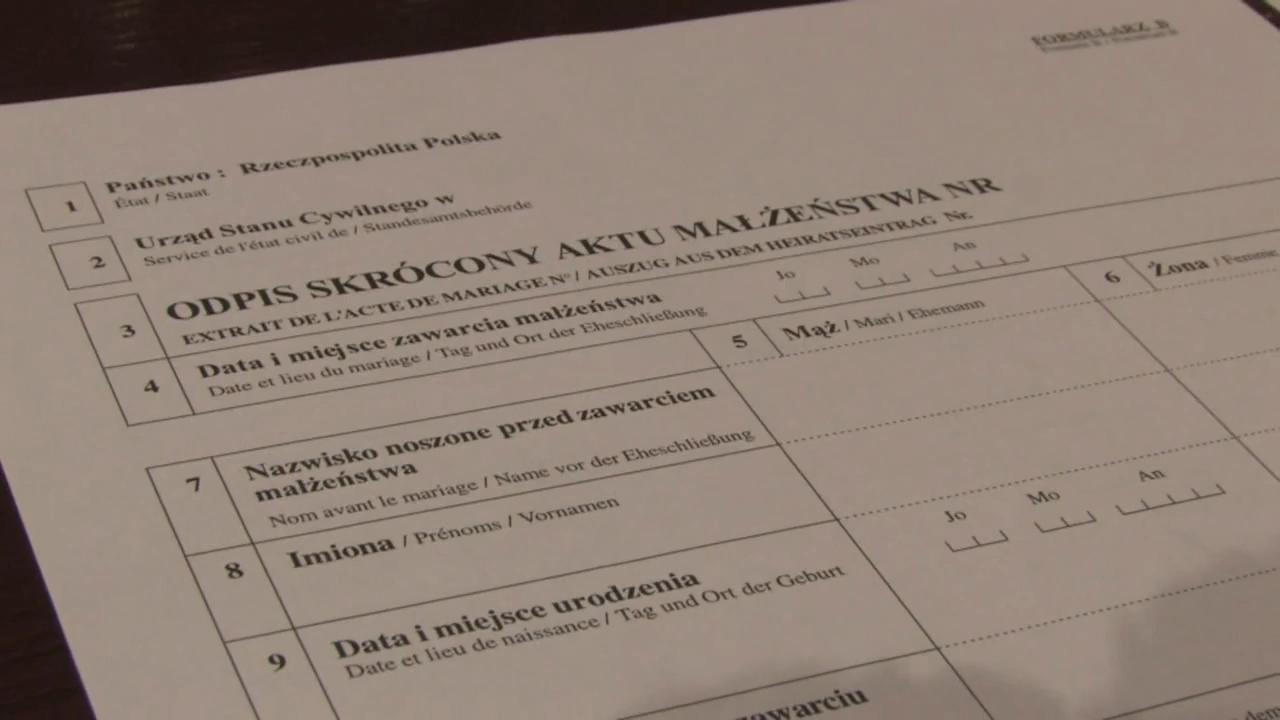 FORMULARZ B
1 Państwo : Rzeczpospolita Polska
État / Staat
2 Urząd Stanu Cywilnego w
Service de l'état civil de / Standesamtsbehörde
3 ODPIS SKRÓCONY AKTU MAŁŻEŃSTWA NR
EXTRAIT DE L'ACTE DE MARIAGE N° / AUSZUG AUS DEM HEIRATSEINTRAG Nr.
4 Data i miejsce zawarcia małżeństwa
Date et lieu du mariage / Tag und Ort der Eheschließung
Jo Mo An
5 Mąż / Mari / Ehemann
6 Żona / Femme
7 Nazwisko noszone przed zawarciem
małżeństwa
Nom avant le mariage / Name vor der Eheschließung
8 Imiona / Prénoms / Vornamen
9 Data i miejsce urodzenia
Date et lieu de naissance / Tag und Ort der Geburt
Jo Mo An
zawarciu